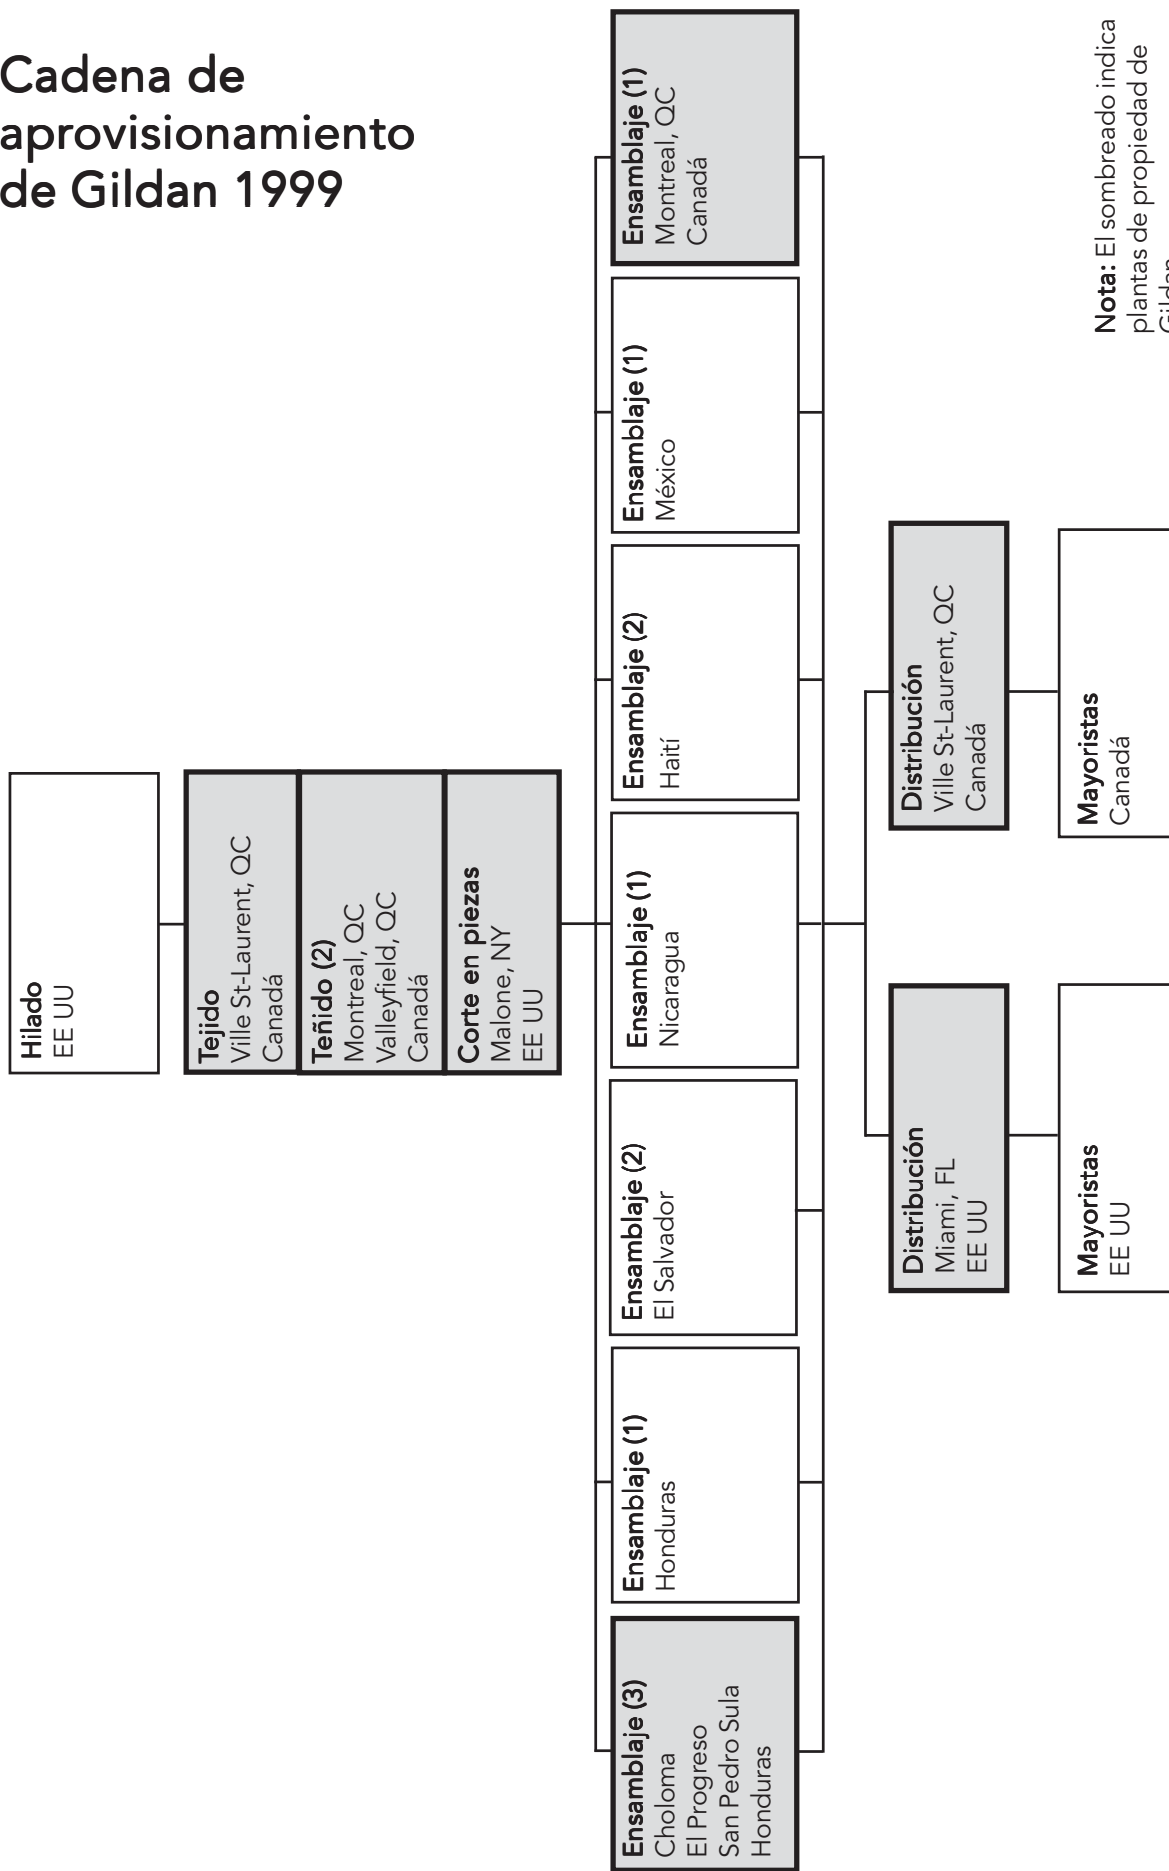 Cadena de
aprovisionamiento
de Gildan 1999
Hilado
EE UU
Tejido
Ville St-Laurent, QC
Canadá
Teñido (2)
Montreal, QC
Valleyfield, QC
Canadá
Corte en piezas
Malone, NY
EE UU
Ensamblaje (3)
Choloma
El Progreso
San Pedro Sula
Honduras
Ensamblaje (1)
Honduras
Ensamblaje (2)
El Salvador
Ensamblaje (1)
Nicaragua
Ensamblaje (2)
Haití
Ensamblaje (1)
México
Ensamblaje (1)
Montreal, QC
Canadá
Distribución
Miami, FL
EE UU
Distribución
Ville St-Laurent, QC
Canadá
Mayoristas
EE UU
Mayoristas
Canadá
Nota: El sombreado indica
plantas de propiedad de
Gildan